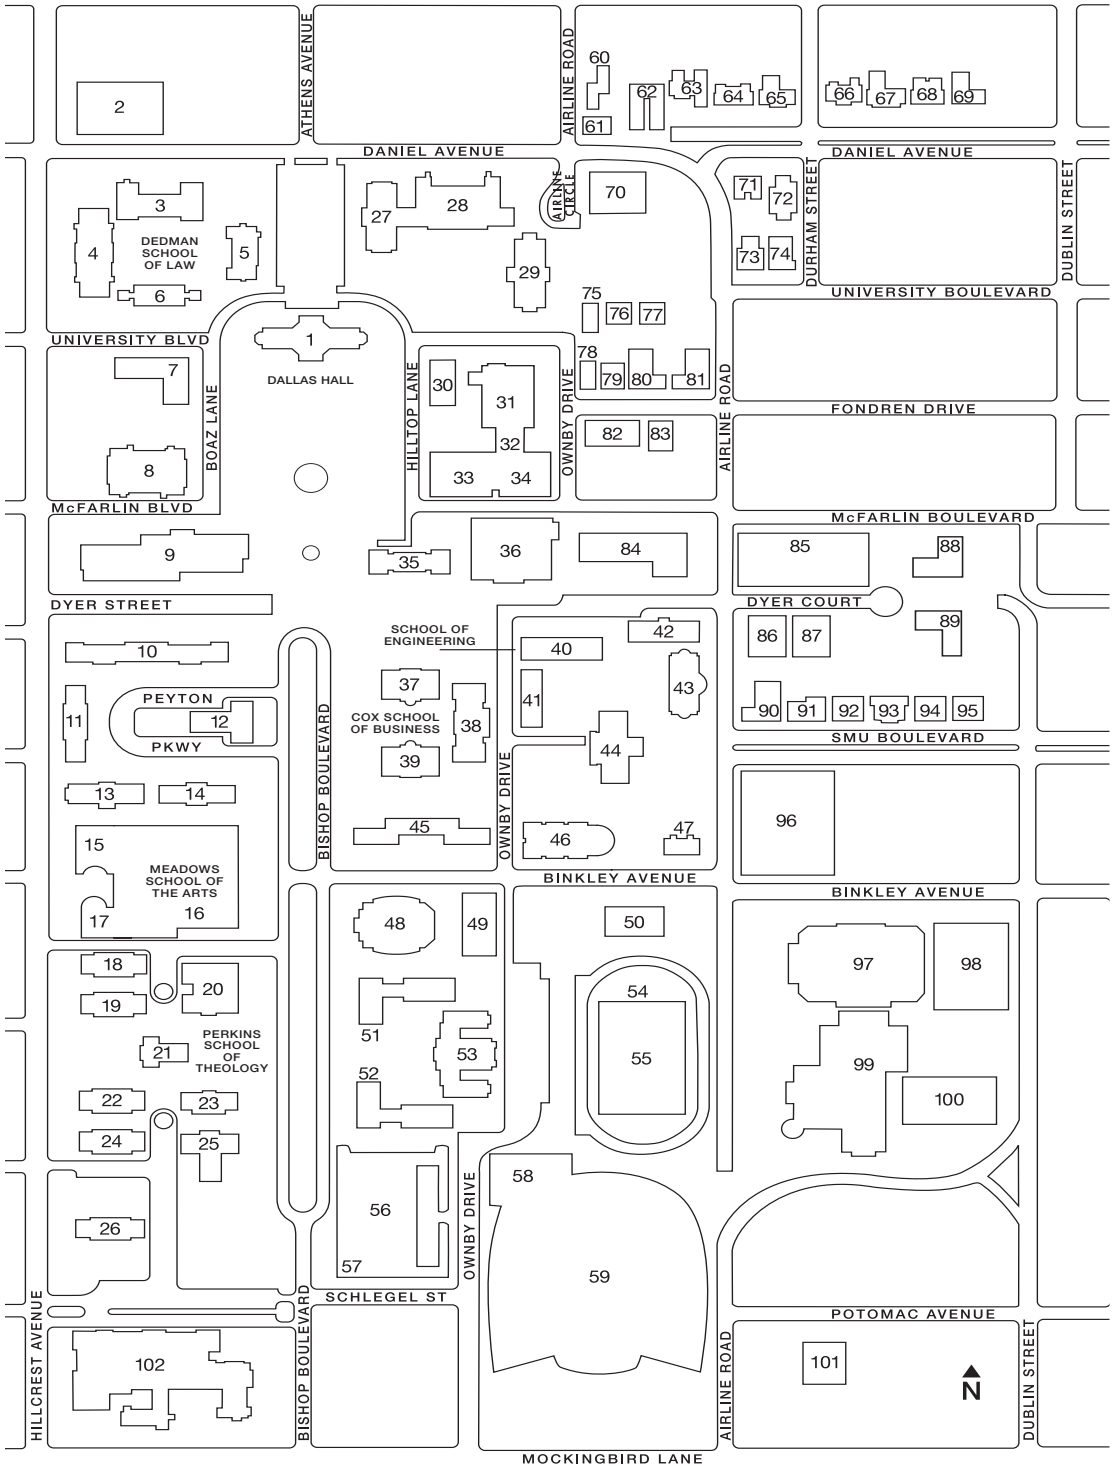 ATHENS AVENUE
AIRLINE ROAD
60
2
62
63
64
65
66
67
68
69
61
DANIEL AVENUE
DANIEL AVENUE
AIRLINE
CIRCLE
70
71
72
DURHAM STREET
DUBLIN STREET
3
27
28
4
DEDMAN
SCHOOL
OF LAW
5
29
73
74
6
75
76
77
UNIVERSITY BOULEVARD
UNIVERSITY BLVD
1
DALLAS HALL
7
BOAZ LANE
HILLTOP LANE
30
31
32
33
34
OWNBY DRIVE
78
79
80
81
AIRLINE ROAD
FONDREN DRIVE
82
83
8
McFARLIN BLVD
McFARLIN BOULEVARD
9
35
36
84
85
88
DYER STREET
DYER COURT
SCHOOL OF
ENGINEERING
40
42
86
87
89
10
37
41
43
PEYTON
PKWY
11
12
BISHOP BOULEVARD
COX SCHOOL
OF BUSINESS
38
39
44
90
91
92
93
94
95
SMU BOULEVARD
OWNBY DRIVE
13
14
45
46
47
96
15
MEADOWS
SCHOOL OF
THE ARTS
16
17
BINKLEY AVENUE
BINKLEY AVENUE
48
49
50
97
98
18
19
20
51
54
55
21
PERKINS
SCHOOL
OF
THEOLOGY
53
99
52
100
22
23
24
25
58
56
57
OWNBY DRIVE
26
59
SCHLEGEL ST
POTOMAC AVENUE
HILLCREST AVENUE
BISHOP BOULEVARD
102
AIRLINE ROAD
101
N
DUBLIN STREET
MOCKINGBIRD LANE